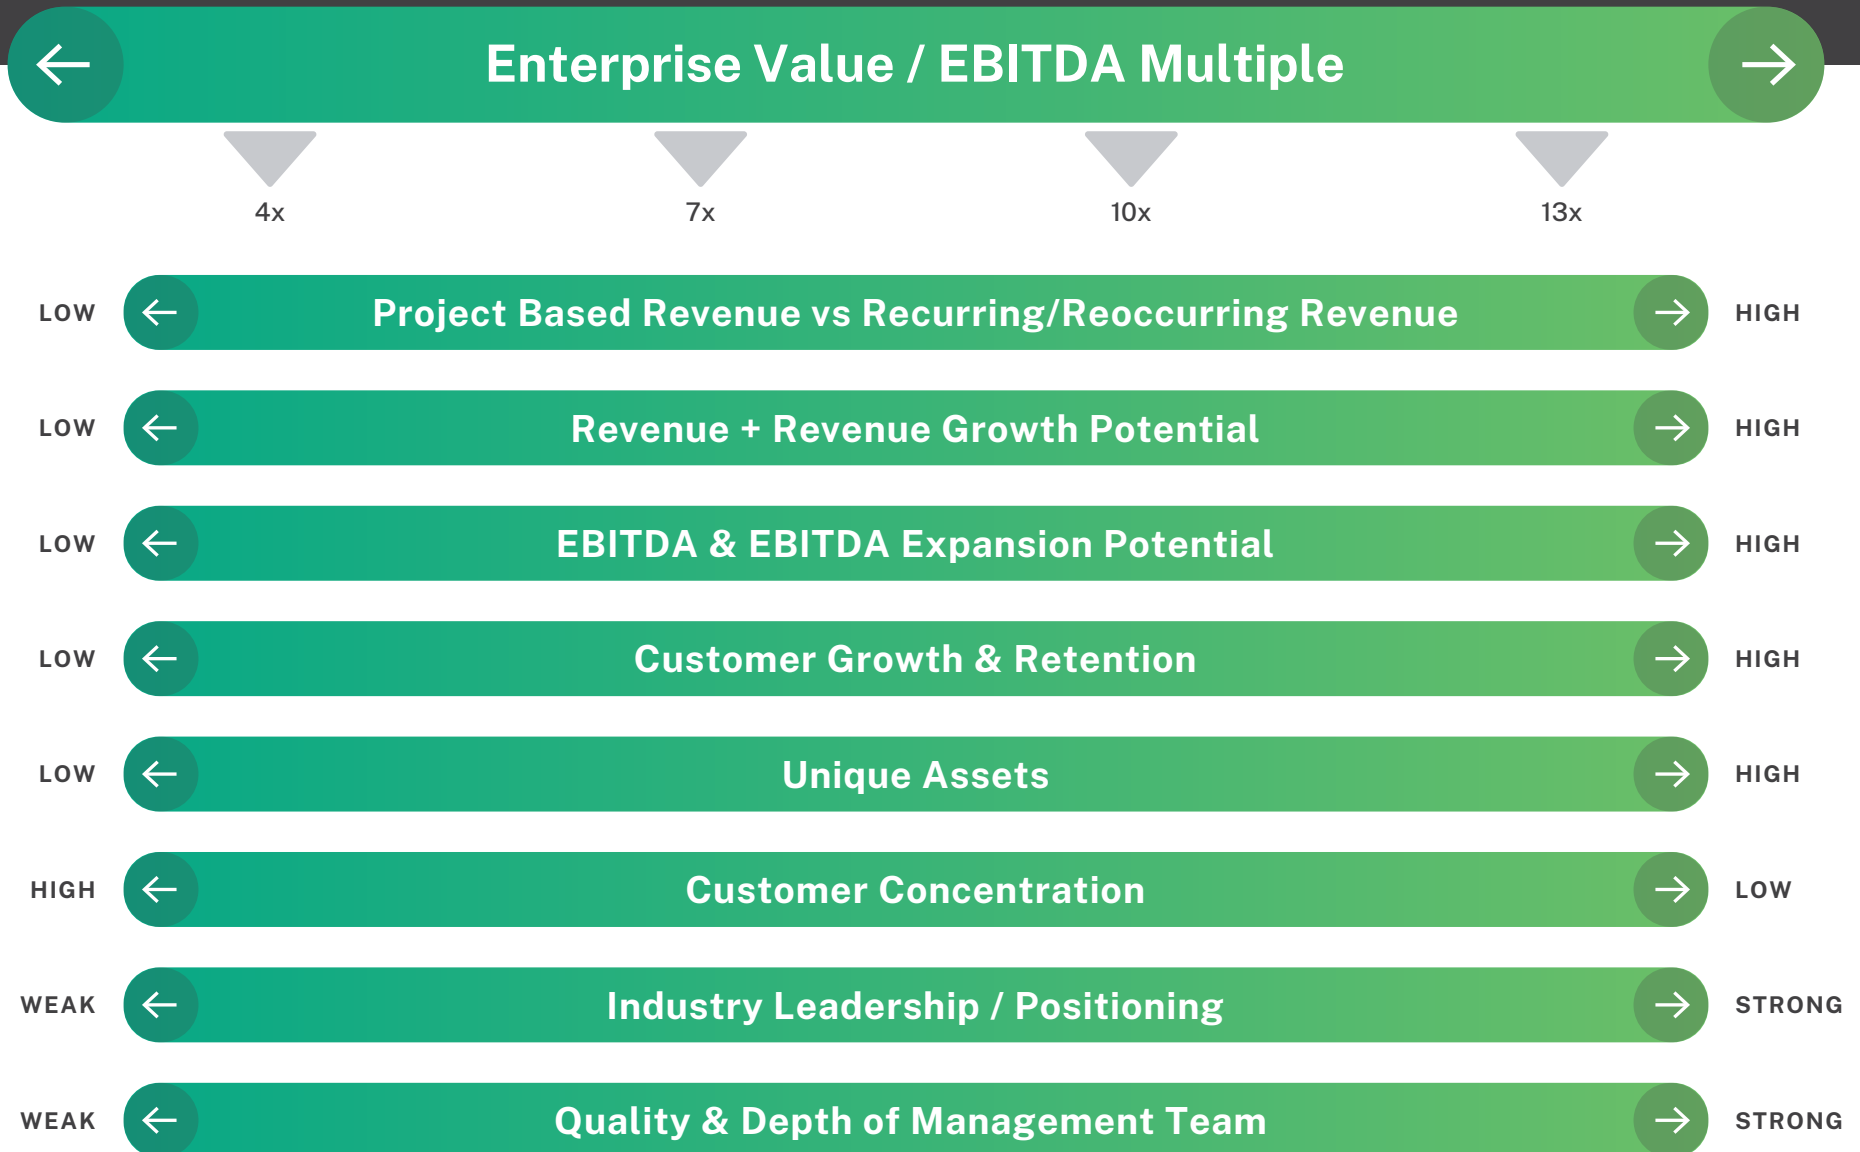 Enterprise Value / EBITDA Multiple
4x 7x 10x 13x
LOW Project Based Revenue vs Recurring/Reoccurring Revenue HIGH
LOW Revenue + Revenue Growth Potential HIGH
LOW EBITDA & EBITDA Expansion Potential HIGH
LOW Customer Growth & Retention HIGH
LOW Unique Assets HIGH
HIGH Customer Concentration LOW
WEAK Industry Leadership / Positioning STRONG
WEAK Quality & Depth of Management Team STRONG